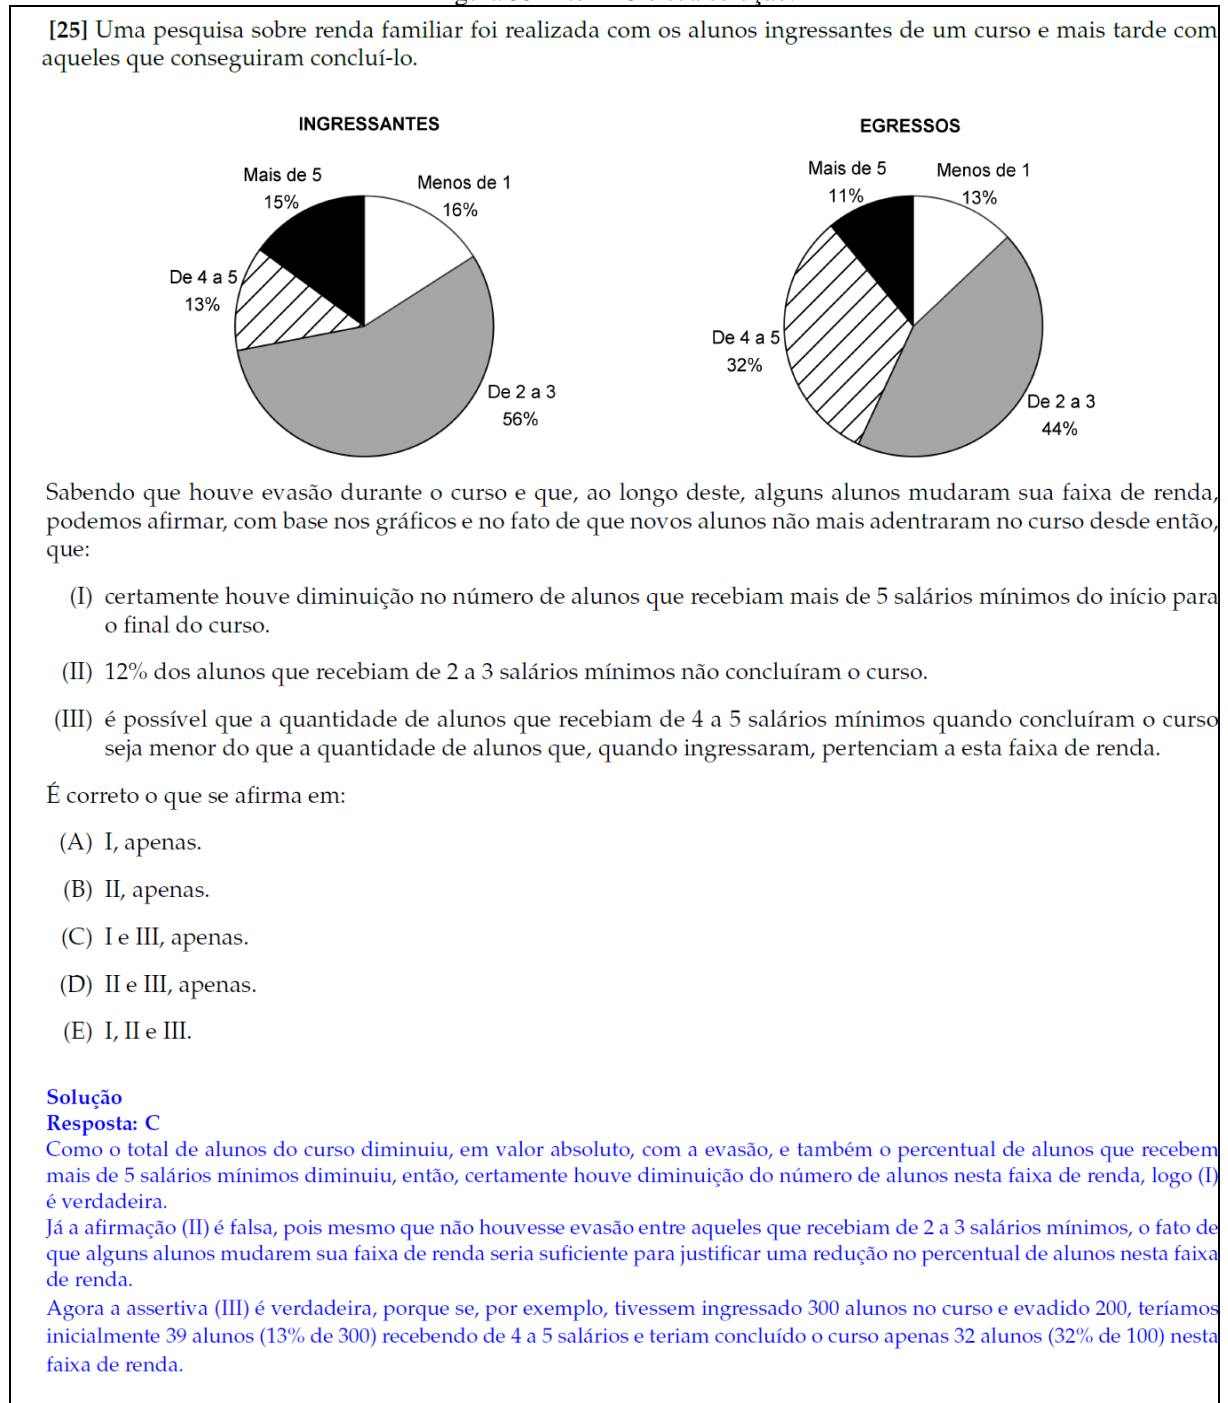 [25] Uma pesquisa sobre renda familiar foi realizada com os alunos ingressantes de um curso e mais tarde com
aqueles que conseguiram concluí-lo.
INGRESSANTES
Mais de 5
15%
Menos de 1
16%
De 4 a 5
13%
De 2 a 3
56%
EGRESSOS
Mais de 5
11%
Menos de 1
13%
De 4 a 5
32%
De 2 a 3
44%
Sabendo que houve evasão durante o curso e que, ao longo deste, alguns alunos mudaram sua faixa de renda,
podemos afirmar, com base nos gráficos e no fato de que novos alunos não mais adentraram no curso desde então,
que:
(I) certamente houve diminuição no número de alunos que recebiam mais de 5 salários mínimos do início para
o final do curso.
(II) 12% dos alunos que recebiam de 2 a 3 salários mínimos não concluíram o curso.
(III) é possível que a quantidade de alunos que recebiam de 4 a 5 salários mínimos quando concluíram o curso
seja menor do que a quantidade de alunos que, quando ingressaram, pertenciam a esta faixa de renda.
É correto o que se afirma em:
(A) I, apenas.
(B) II, apenas.
(C) I e III, apenas.
(D) II e III, apenas.
(E) I, II e III.
Solução
Resposta: C
Como o total de alunos do curso diminuiu, em valor absoluto, com a evasão, e também o percentual de alunos que recebem
mais de 5 salários mínimos diminuiu, então, certamente houve diminuição do número de alunos nesta faixa de renda, logo (I)
é verdadeira.
Já a afirmação (II) é falsa, pois mesmo que não houvesse evasão entre aqueles que recebiam de 2 a 3 salários mínimos, o fato de
que alguns alunos mudarem sua faixa de renda seria suficiente para justificar uma redução no percentual de alunos nesta faixa
de renda.
Agora a assertiva (III) é verdadeira, porque se, por exemplo, tivessem ingressado 300 alunos no curso e evadido 200, teríamos
inicialmente 39 alunos (13% de 300) recebendo de 4 a 5 salários e teriam concluído o curso apenas 32 alunos (32% de 100) nesta
faixa de renda.